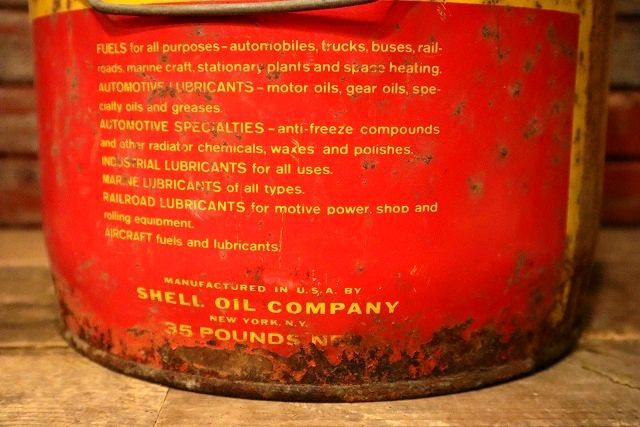 FUELS for all purposes – automobiles, trucks, buses, rail-
roads, marine craft, stationary plants and space heating.
AUTOMOTIVE LUBRICANTS – motor oils, gear oils, spe-
cialty oils and greases.
AUTOMOTIVE SPECIALTIES – anti-freeze compounds
and other radiator chemicals, waxes and polishes.
INDUSTRIAL LUBRICANTS for all uses.
MARINE LUBRICANTS of all types.
RAILROAD LUBRICANTS for motive power, shop and
rolling equipment.
AIRCRAFT fuels and lubricants.
MANUFACTURED IN U.S.A. BY
SHELL OIL COMPANY
NEW YORK, N.Y.
35 POUNDS